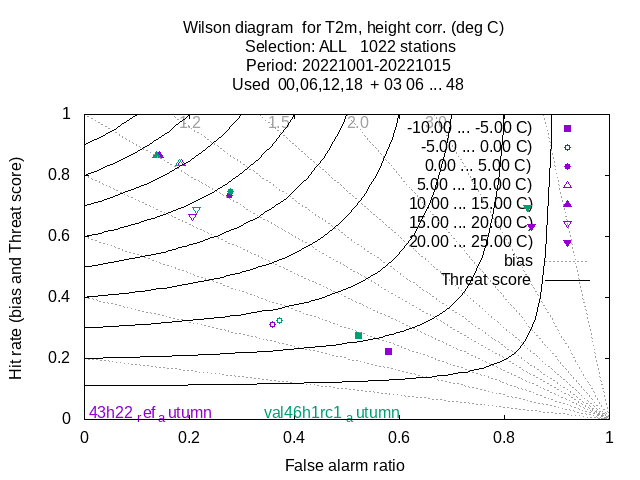 Wilson diagram for T2m, height corr. (deg C)
Selection: ALL 1022 stations
Period: 20221001-20221015
Used 00,06,12,18 + 03 06 ... 48
1.2 1.5 2.0 3.0
-10.00 ... -5.00 C)
-5.00 ... 0.00 C)
0.00 ... 5.00 C)
5.00 ... 10.00 C)
10.00 ... 15.00 C)
15.00 ... 20.00 C)
20.00 ... 25.00 C)
bias
Threat score
Hit rate (bias and Threat score)
1
0.8
0.6
0.4
0.2
0
43h22ref autumn val46h1rc1 autumn
0 0.2 0.4 0.6 0.8 1
False alarm ratio